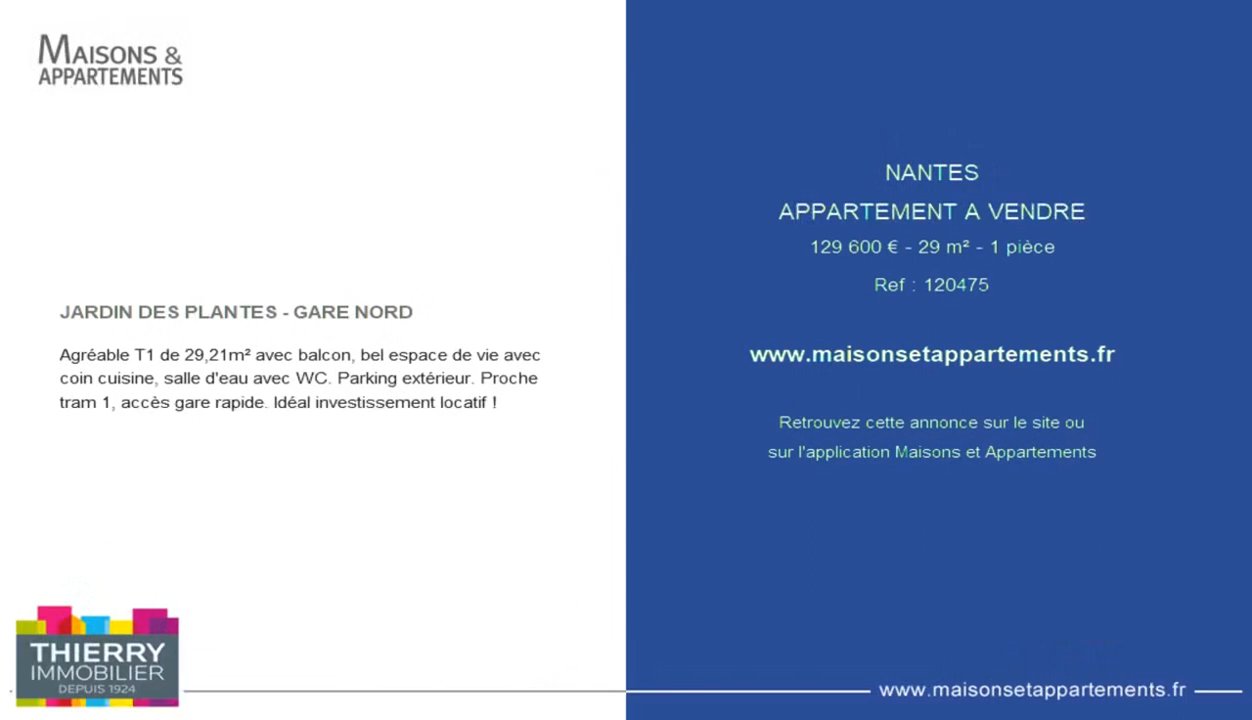 MAISONS &
APPARTEMENTS
JARDIN DES PLANTES - GARE NORD
Agréable T1 de 29,21m² avec balcon, bel espace de vie avec
coin cuisine, salle d'eau avec WC. Parking extérieur. Proche
tram 1, accès gare rapide. Idéal investissement locatif !
THIERRY
IMMOBILIER
DEPUIS 1924
NANTES
APPARTEMENT A VENDRE
129 600 € - 29 m² - 1 pièce
Ref : 120475
www.maisonsetappartements.fr
Retrouvez cette annonce sur le site ou
sur l'application Maisons et Appartements
www.maisonsetappartements.fr